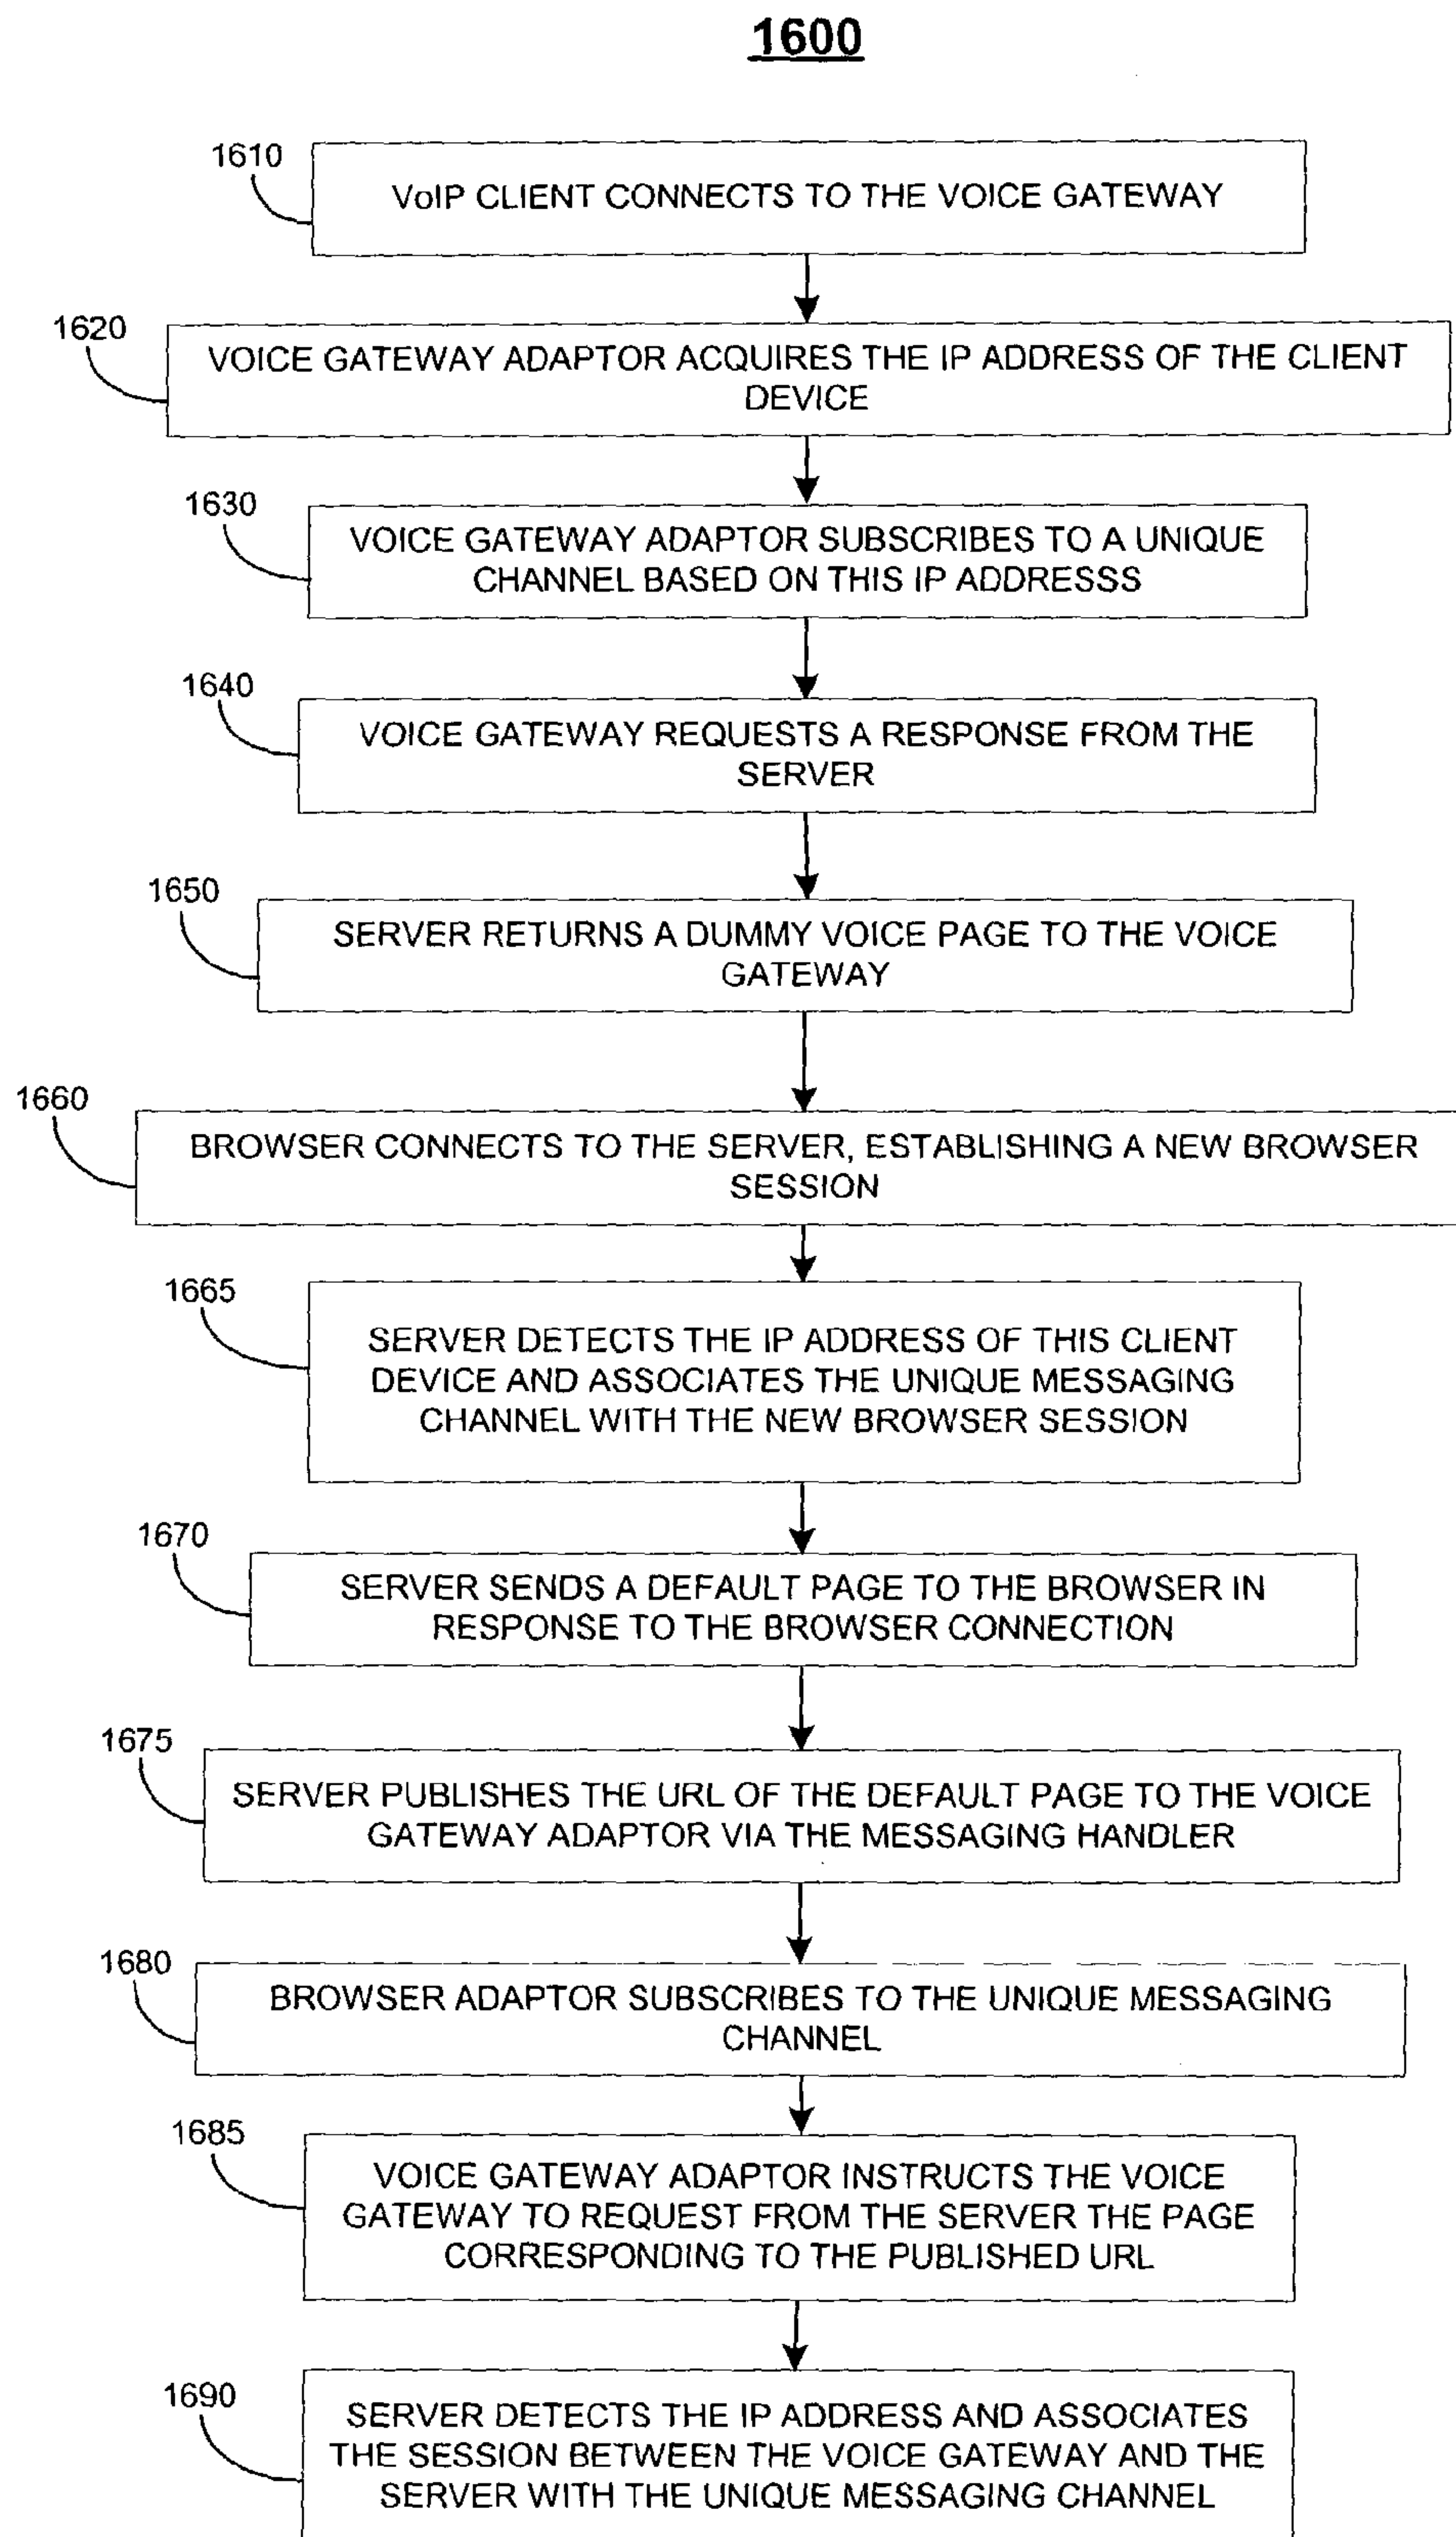 1600
1610
VoIP CLIENT CONNECTS TO THE VOICE GATEWAY
1620
VOICE GATEWAY ADAPTOR ACQUIRES THE IP ADDRESS OF THE CLIENT
DEVICE
1630
VOICE GATEWAY ADAPTOR SUBSCRIBES TO A UNIQUE
CHANNEL BASED ON THIS IP ADDRESSS
1640
VOICE GATEWAY REQUESTS A RESPONSE FROM THE
SERVER
1650
SERVER RETURNS A DUMMY VOICE PAGE TO THE VOICE
GATEWAY
1660
BROWSER CONNECTS TO THE SERVER, ESTABLISHING A NEW BROWSER
SESSION
1665
SERVER DETECTS THE IP ADDRESS OF THIS CLIENT
DEVICE AND ASSOCIATES THE UNIQUE MESSAGING
CHANNEL WITH THE NEW BROWSER SESSION
1670
SERVER SENDS A DEFAULT PAGE TO THE BROWSER IN
RESPONSE TO THE BROWSER CONNECTION
1675
SERVER PUBLISHES THE URL OF THE DEFAULT PAGE TO THE VOICE
GATEWAY ADAPTOR VIA THE MESSAGING HANDLER
1680
BROWSER ADAPTOR SUBSCRIBES TO THE UNIQUE MESSAGING
CHANNEL
1685
VOICE GATEWAY ADAPTOR INSTRUCTS THE VOICE
GATEWAY TO REQUEST FROM THE SERVER THE PAGE
CORRESPONDING TO THE PUBLISHED URL
1690
SERVER DETECTS THE IP ADDRESS AND ASSOCIATES
THE SESSION BETWEEN THE VOICE GATEWAY AND THE
SERVER WITH THE UNIQUE MESSAGING CHANNEL